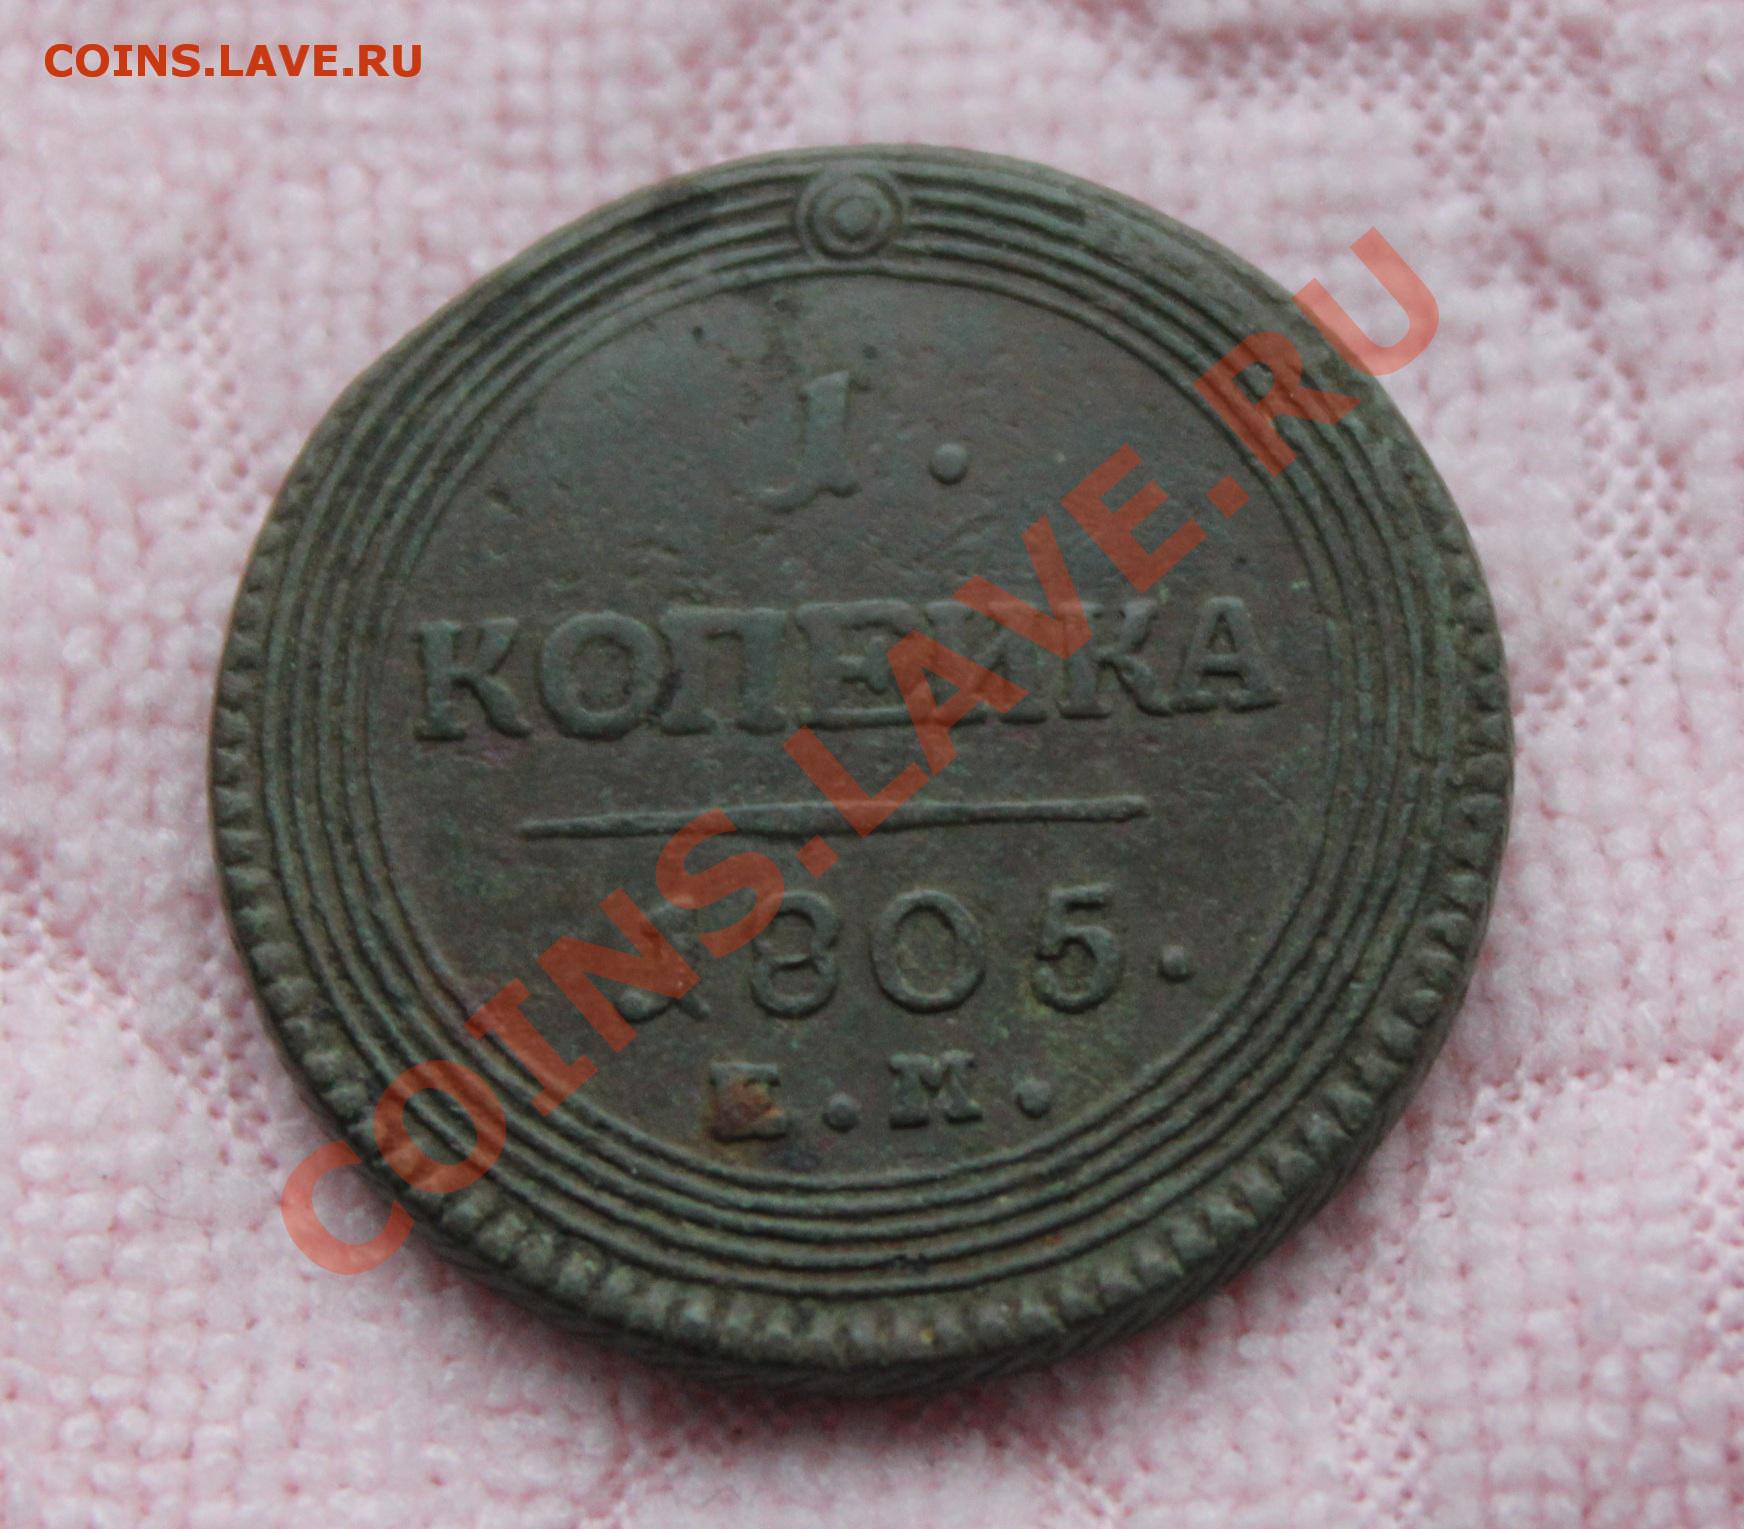 COINS.LAVE.RU
1.
КОПЕЙКА
1805.
Е.М.
COINS.LAVE.RU